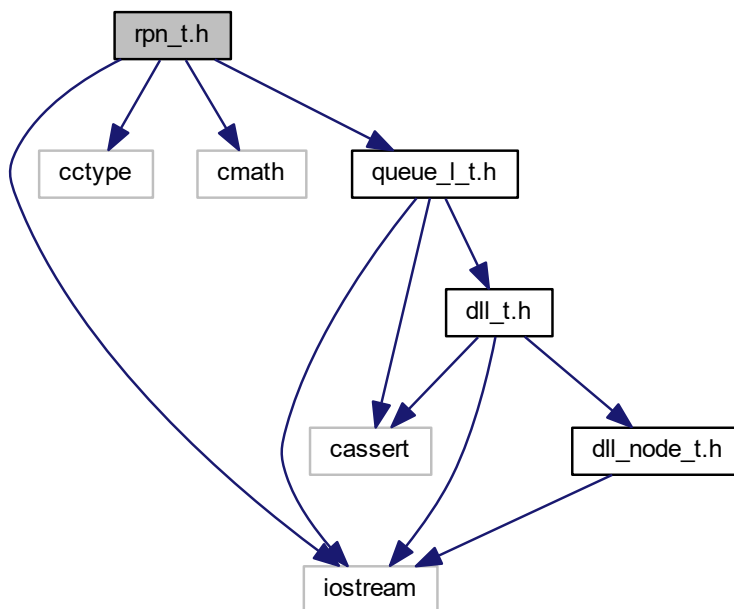 rpn_t.h
cctype
cmath
queue_l_t.h
dll_t.h
cassert
dll_node_t.h
iostream